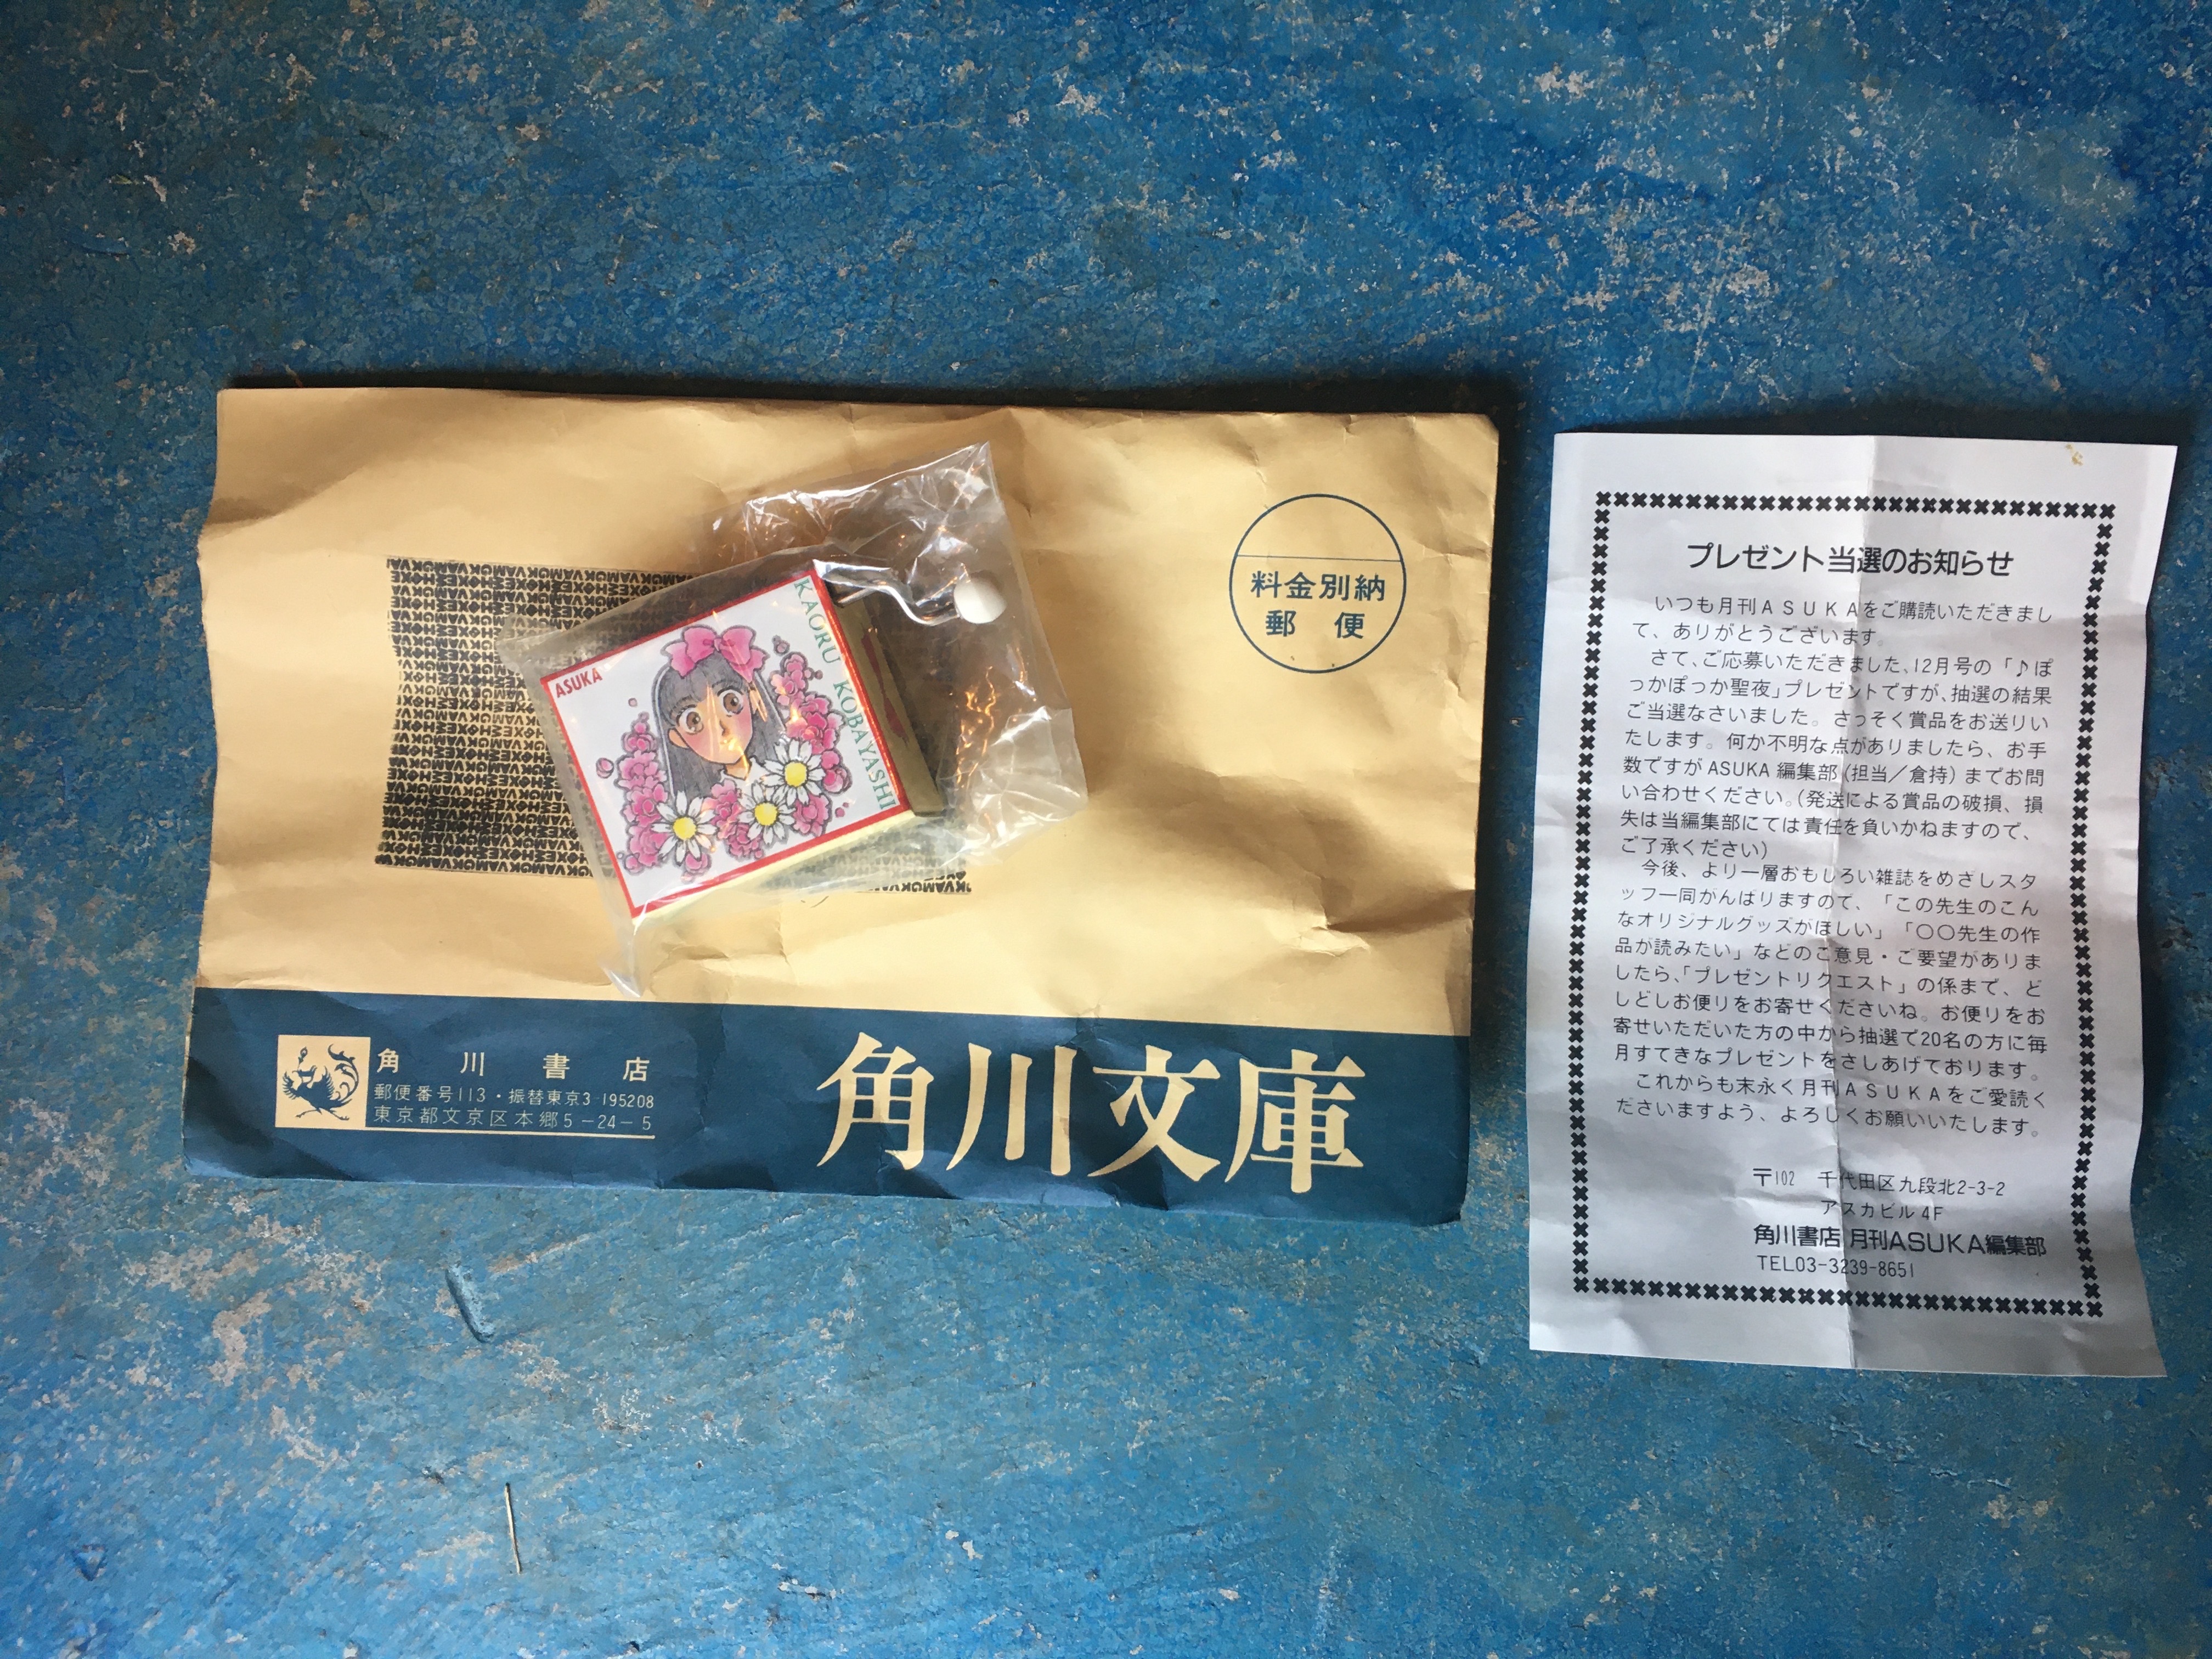 料金別納
郵便
ASUKA
KAORU KOBAYASHI
角川書店
郵便番号113・振替東京3-195208
東京都文京区本郷5-24-5
角川文庫
プレゼント当選のお知らせ
いつも月刊ASUKAをご購読いただきまし
て、ありがとうございます。
さて、ご応募いただきました、12月号の「♪ぽ
っかぽっか聖夜」プレゼントですが、抽選の結果
ご当選なさいました。さっそく賞品をお送りい
たします。何か不明な点がありましたら、お手
数ですがASUKA編集部(担当/倉持)までお問
い合わせください。(発送による賞品の破損、損
失は当編集部にては責任を負いかねますので、
ご了承ください)
今後、より一層おもしろい雑誌をめざしスタ
ッフ一同がんばりますので、「この先生のこん
なオリジナルグッズがほしい」「〇〇先生の作
品が読みたい」などのご意見・ご要望がありま
したら、「プレゼントリクエスト」の係まで、ど
しどしお便りをお寄せくださいね。お便りをお
寄せいただいた方の中から抽選で20名の方に毎
月すてきなプレゼントをさしあげております。
これからも末永く月刊ASUKAをご愛読く
ださいますよう、よろしくお願いいたします。
〒102 千代田区九段北2-3-2
アスカビル4F
角川書店 月刊ASUKA編集部
TEL03-3239-8651